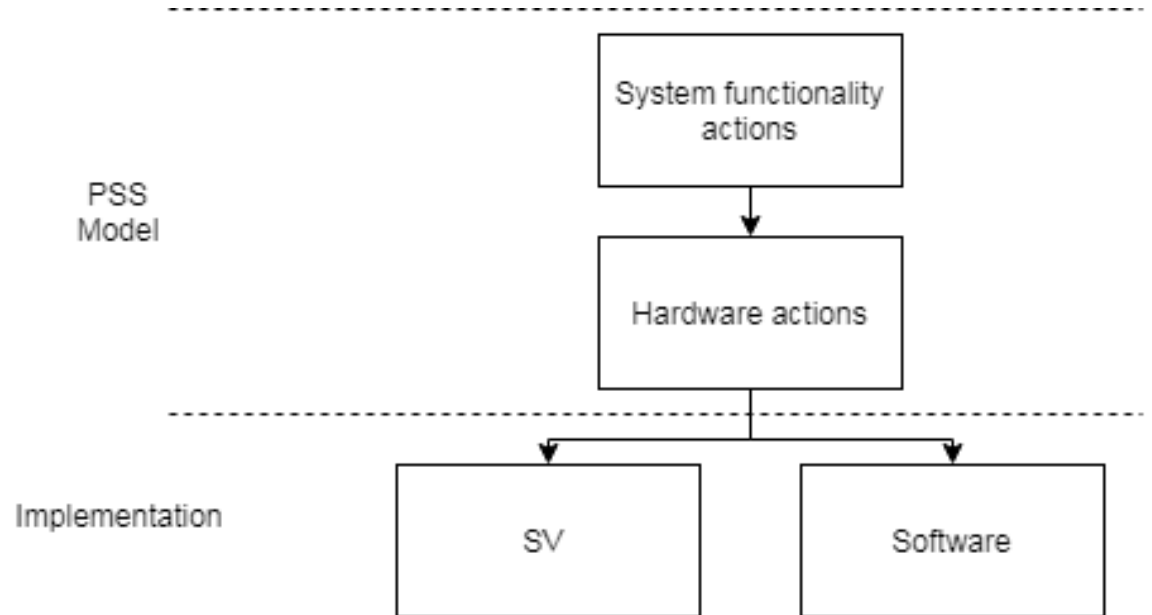 System functionality
actions
PSS
Model
Hardware actions
Implementation
SV
Software